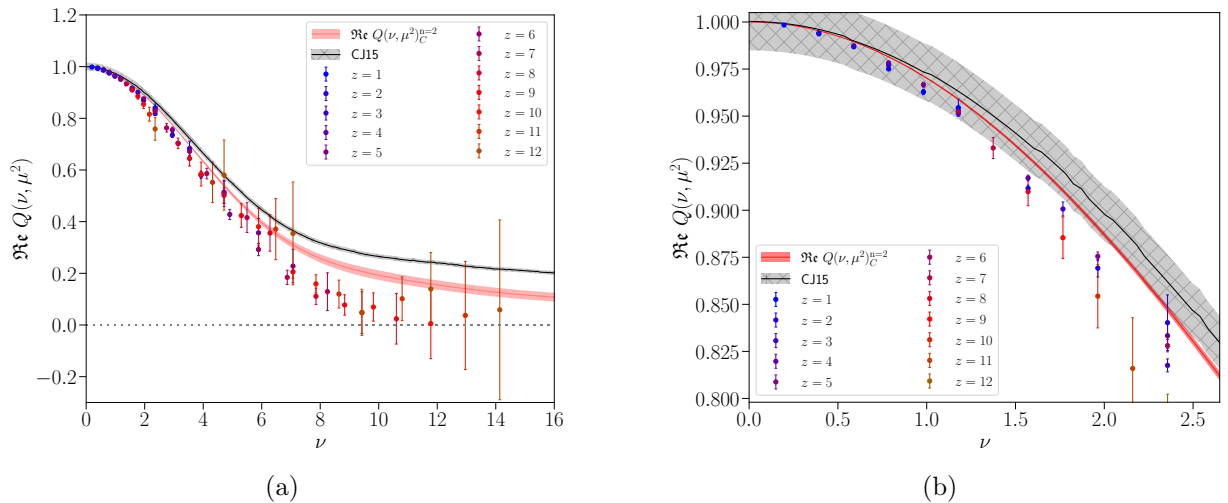 1.2
1.0
0.8
0.6
0.4
0.2
0.0
−0.2
0 2 4 6 8 10 12 14 16
ν
𝕽𝖊 Q(ν, μ²)
𝕽𝖊 Q(ν, μ²)_C^{n=2}
CJ15
z = 1
z = 2
z = 3
z = 4
z = 5
z = 6
z = 7
z = 8
z = 9
z = 10
z = 11
z = 12
(a)
1.000
0.975
0.950
0.925
0.900
0.875
0.850
0.825
0.800
0.0 0.5 1.0 1.5 2.0 2.5
ν
𝕽𝖊 Q(ν, μ²)
𝕽𝖊 Q(ν, μ²)_C^{n=2}
CJ15
z = 1
z = 2
z = 3
z = 4
z = 5
z = 6
z = 7
z = 8
z = 9
z = 10
z = 11
z = 12
(b)